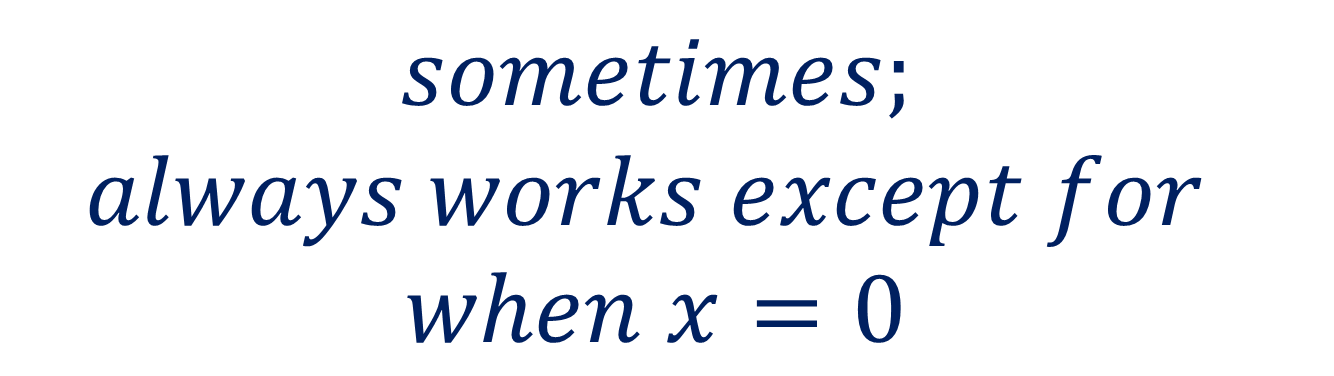 sometimes;
always works except for
when x = 0